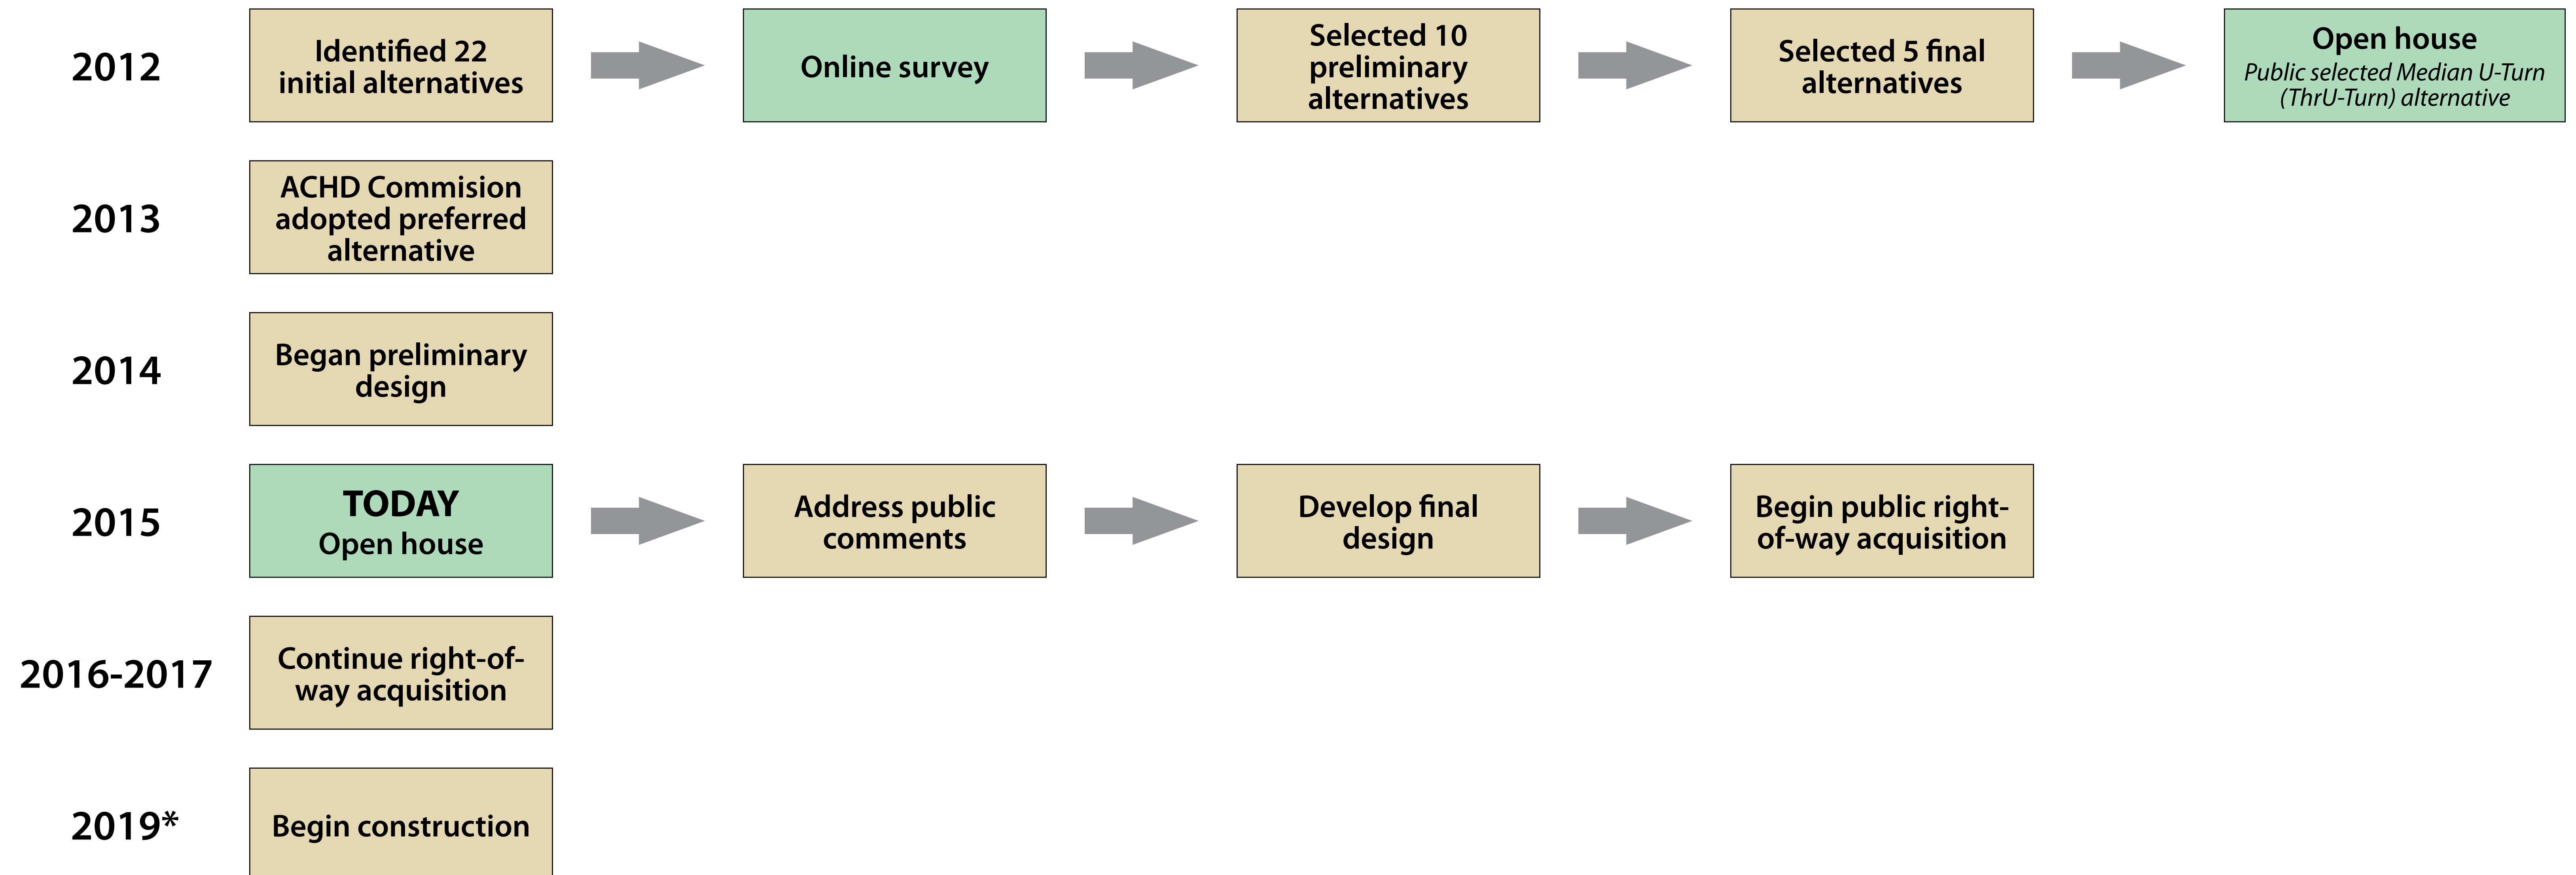 2012
Identified 22
initial alternatives
Online survey
Selected 10
preliminary
alternatives
Selected 5 final
alternatives
Open house
Public selected Median U-Turn
(ThrU-Turn) alternative
2013
ACHD Commision
adopted preferred
alternative
2014
Began preliminary
design
2015
TODAY
Open house
Address public
comments
Develop final
design
Begin public right-
of-way acquisition
2016-2017
Continue right-of-
way acquisition
2019*
Begin construction